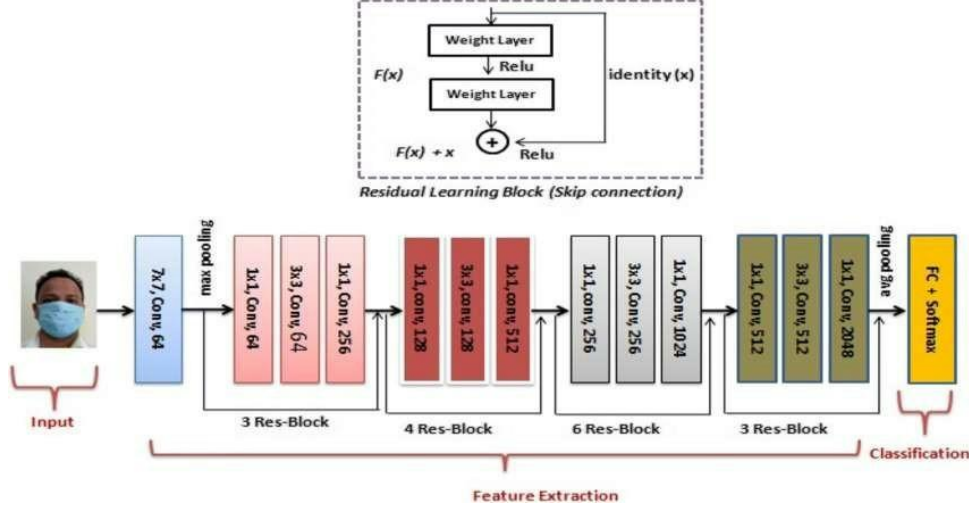 Weight Layer
Relu
F(x)
identity (x)
Weight Layer
F(x) + x
Relu
Residual Learning Block (Skip connection)
7x7, Conv, 64
max pooling
1x1, Conv, 64
3x3, Conv, 64
1x1, Conv, 256
1x1, conv, 128
3x3, conv, 128
1x1, conv, 512
1x1, conv, 256
3x3, Conv, 256
1x1, Conv, 1024
1x1, Conv, 512
3x3, Conv, 512
1x1, Conv, 2048
avg pooling
FC + Softmax
Input
3 Res-Block
4 Res-Block
6 Res-Block
3 Res-Block
Classification
Feature Extraction